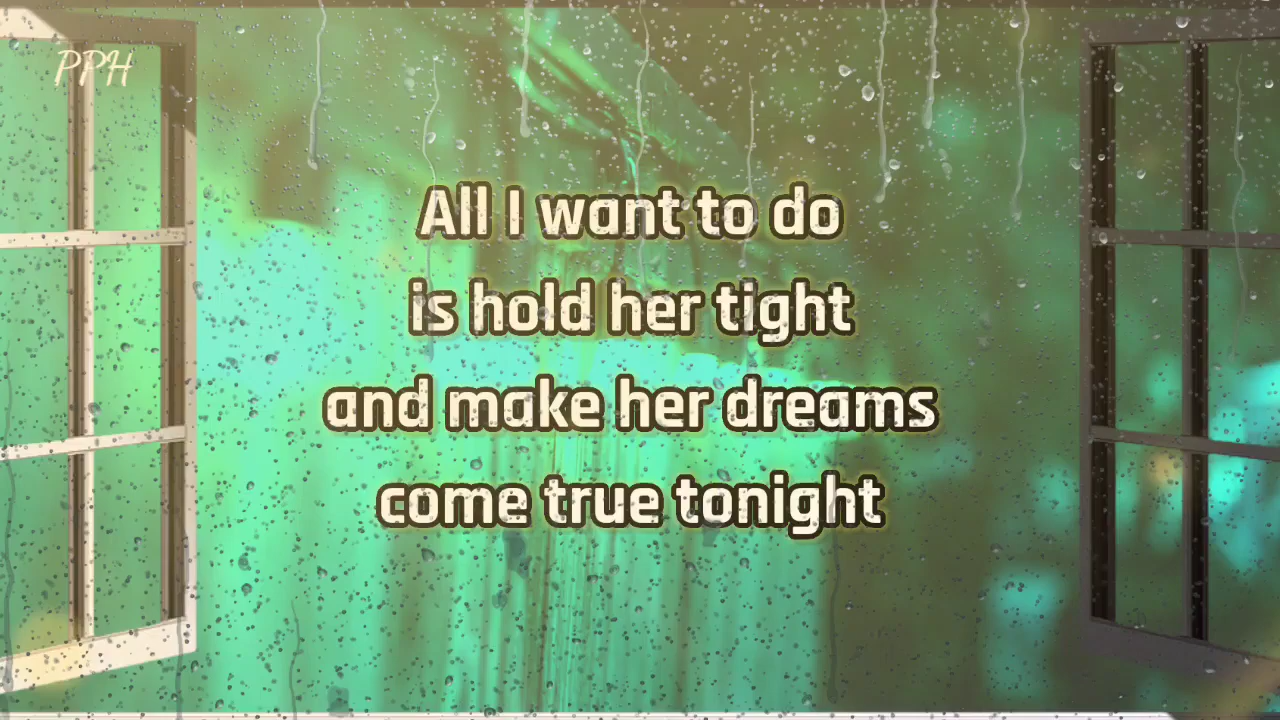 PPH
All I want to do
is hold her tight
and make her dreams
come true tonight